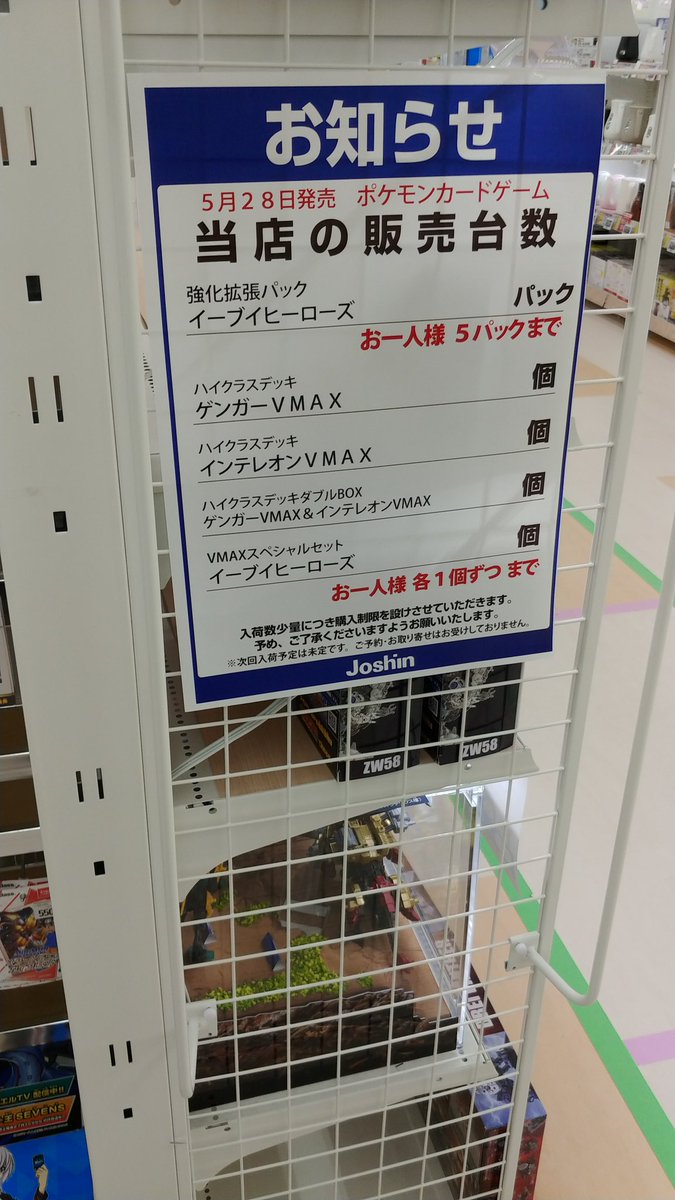 お知らせ
5月28日発売 ポケモンカードゲーム
当店の販売台数
強化拡張パック
イーブイヒーローズ パック
お一人様 5パックまで
ハイクラスデッキ
ゲンガーVMAX 個
ハイクラスデッキ
インテレオンVMAX 個
ハイクラスデッキダブルBOX
ゲンガーVMAX&インテレオンVMAX 個
VMAXスペシャルセット
イーブイヒーローズ 個
お一人様 各1個ずつ まで
入荷数少量につき購入制限を設けさせていただきます。
予め、ご了承くださいますようお願いいたします。
※次回入荷予定は未定です。ご予約・お取り寄せはお受けしておりません。
Joshin
ZW58
ZW58
エルTV 配信中!!
王 SEVENS